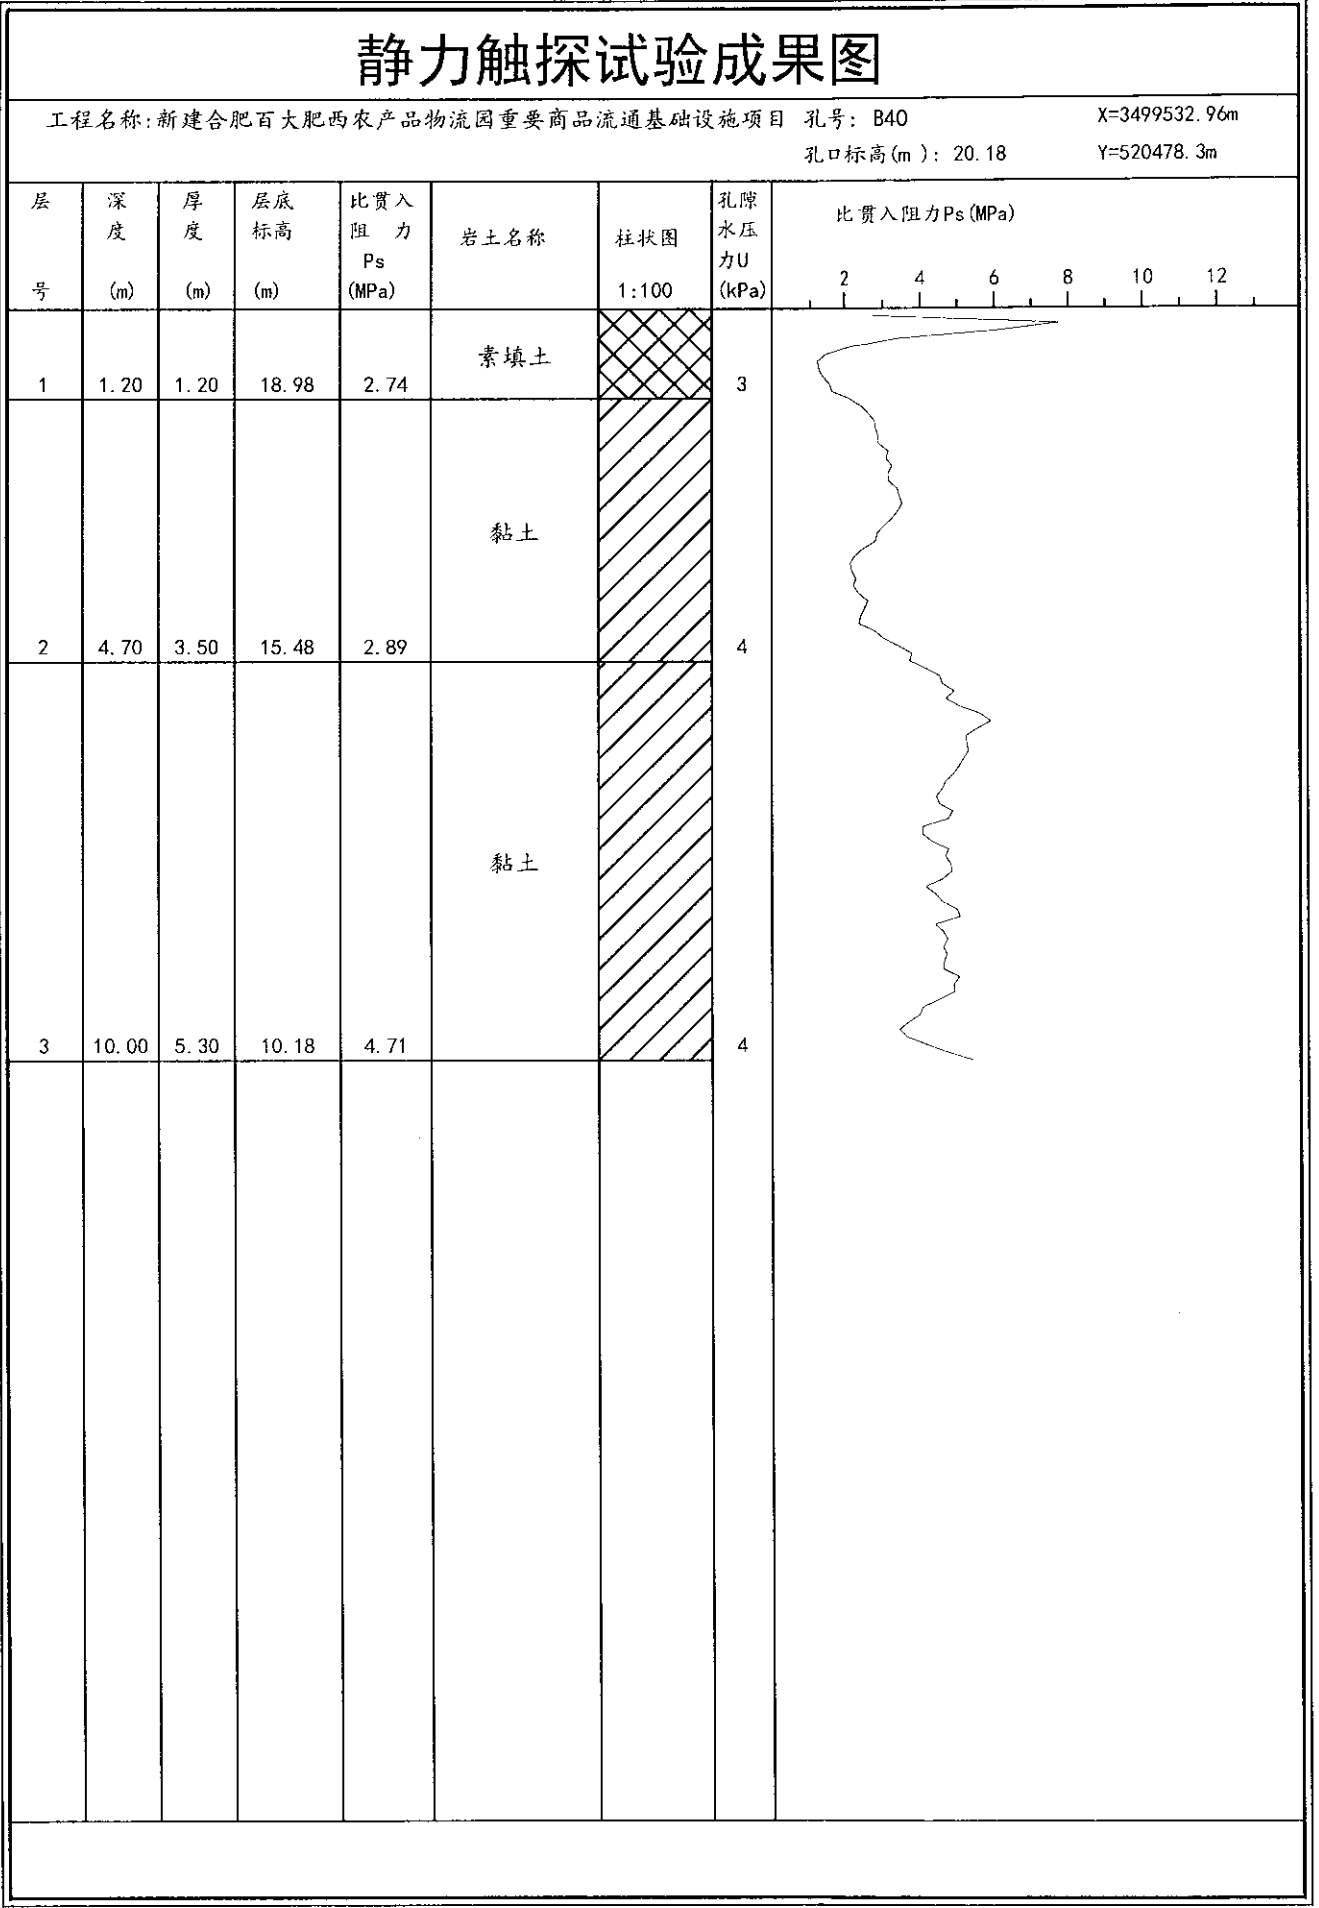 静力触探试验成果图
工程名称:新建合肥百大肥西农产品物流园重要商品流通基础设施项目 孔号: B40 X=3499532.96m
孔口标高(m): 20.18 Y=520478.3m
层号 深度(m) 厚度(m) 层底标高(m) 比贯入阻力Ps(MPa) 岩土名称 柱状图1:100 孔隙水压力U(kPa) 比贯入阻力Ps(MPa)
2 4 6 8 10 12
素填土
1 1.20 1.20 18.98 2.74 3
黏土
2 4.70 3.50 15.48 2.89 4
黏土
3 10.00 5.30 10.18 4.71 4